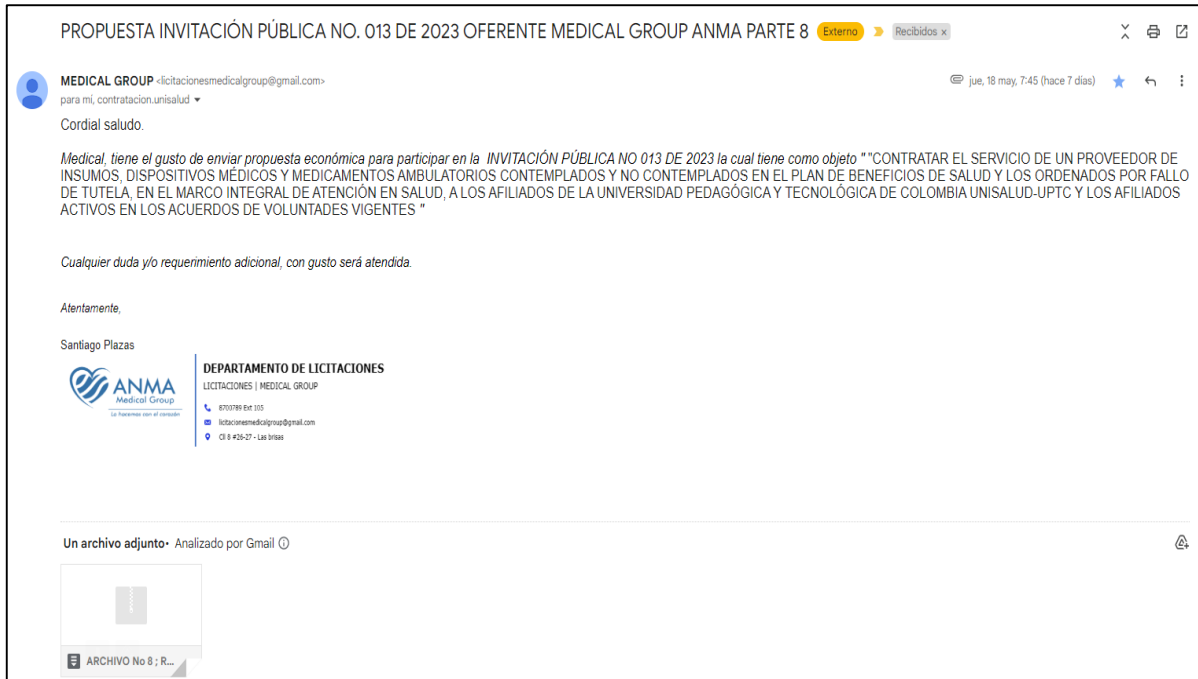 PROPUESTA INVITACIÓN PÚBLICA NO. 013 DE 2023 OFERENTE MEDICAL GROUP ANMA PARTE 8 Externo Recibidos x
MEDICAL GROUP <licitacionesmedicalgroup@gmail.com> jue, 18 may, 7:45 (hace 7 días)
para mí, contratacion.unisalud
Cordial saludo.
Medical, tiene el gusto de enviar propuesta económica para participar en la INVITACIÓN PÚBLICA NO 013 DE 2023 la cual tiene como objeto " "CONTRATAR EL SERVICIO DE UN PROVEEDOR DE
INSUMOS, DISPOSITIVOS MÉDICOS Y MEDICAMENTOS AMBULATORIOS CONTEMPLADOS Y NO CONTEMPLADOS EN EL PLAN DE BENEFICIOS DE SALUD Y LOS ORDENADOS POR FALLO
DE TUTELA, EN EL MARCO INTEGRAL DE ATENCIÓN EN SALUD, A LOS AFILIADOS DE LA UNIVERSIDAD PEDAGÓGICA Y TECNOLÓGICA DE COLOMBIA UNISALUD-UPTC Y LOS AFILIADOS
ACTIVOS EN LOS ACUERDOS DE VOLUNTADES VIGENTES "
Cualquier duda y/o requerimiento adicional, con gusto será atendida.
Atentamente,
Santiago Plazas
ANMA
Medical Group
Lo hacemos con el corazón
DEPARTAMENTO DE LICITACIONES
LICITACIONES | MEDICAL GROUP
8700789 Ext 105
licitacionesmedicalgroup@gmail.com
Cll 8 #26-27 - Las brisas
Un archivo adjunto• Analizado por Gmail
ARCHIVO No 8 ; R...